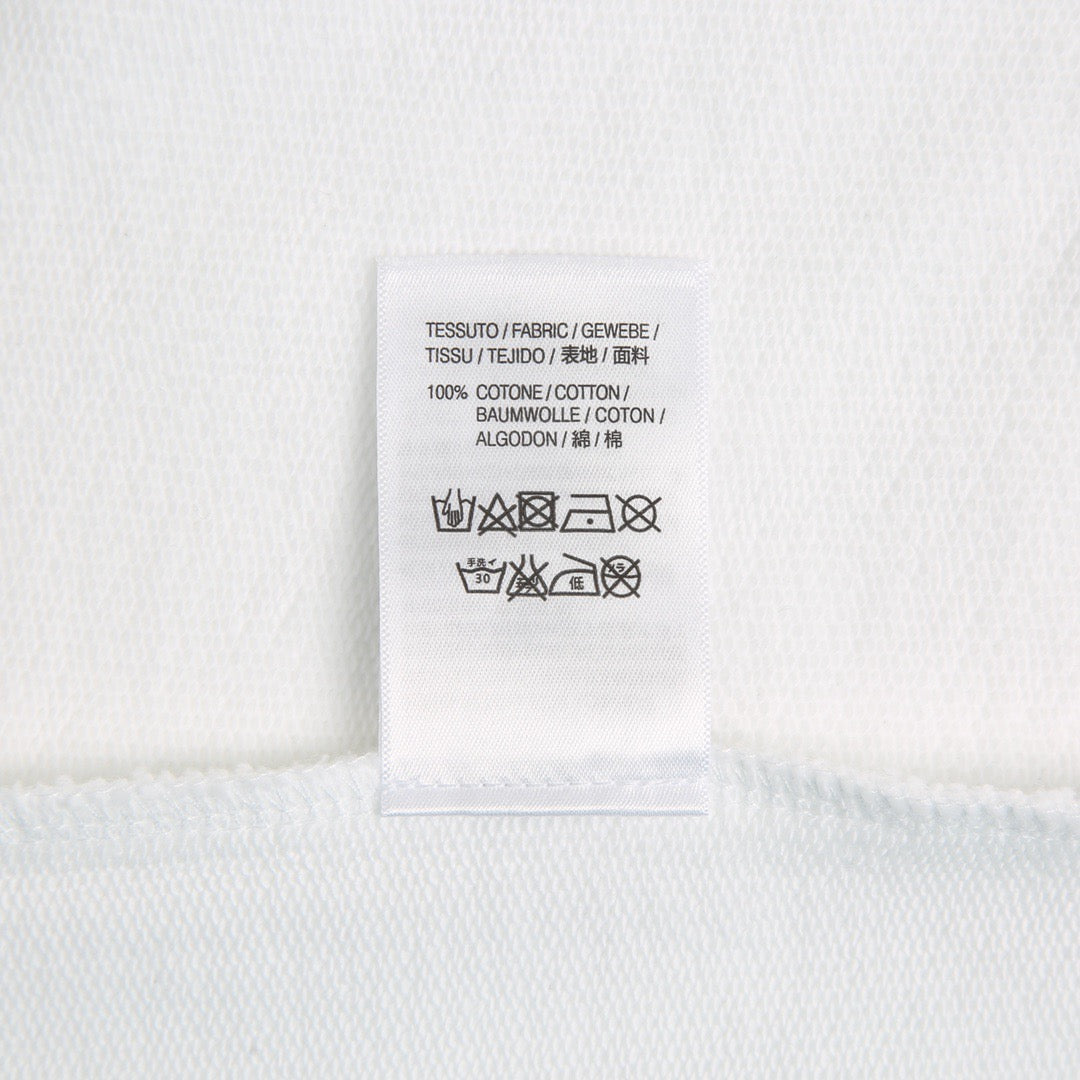 TESSUTO / FABRIC / GEWEBE /
TISSU / TEJIDO / 表地 / 面料
100% COTONE / COTTON /
BAUMWOLLE / COTON /
ALGODON / 綿 / 棉
手洗イ
30
低